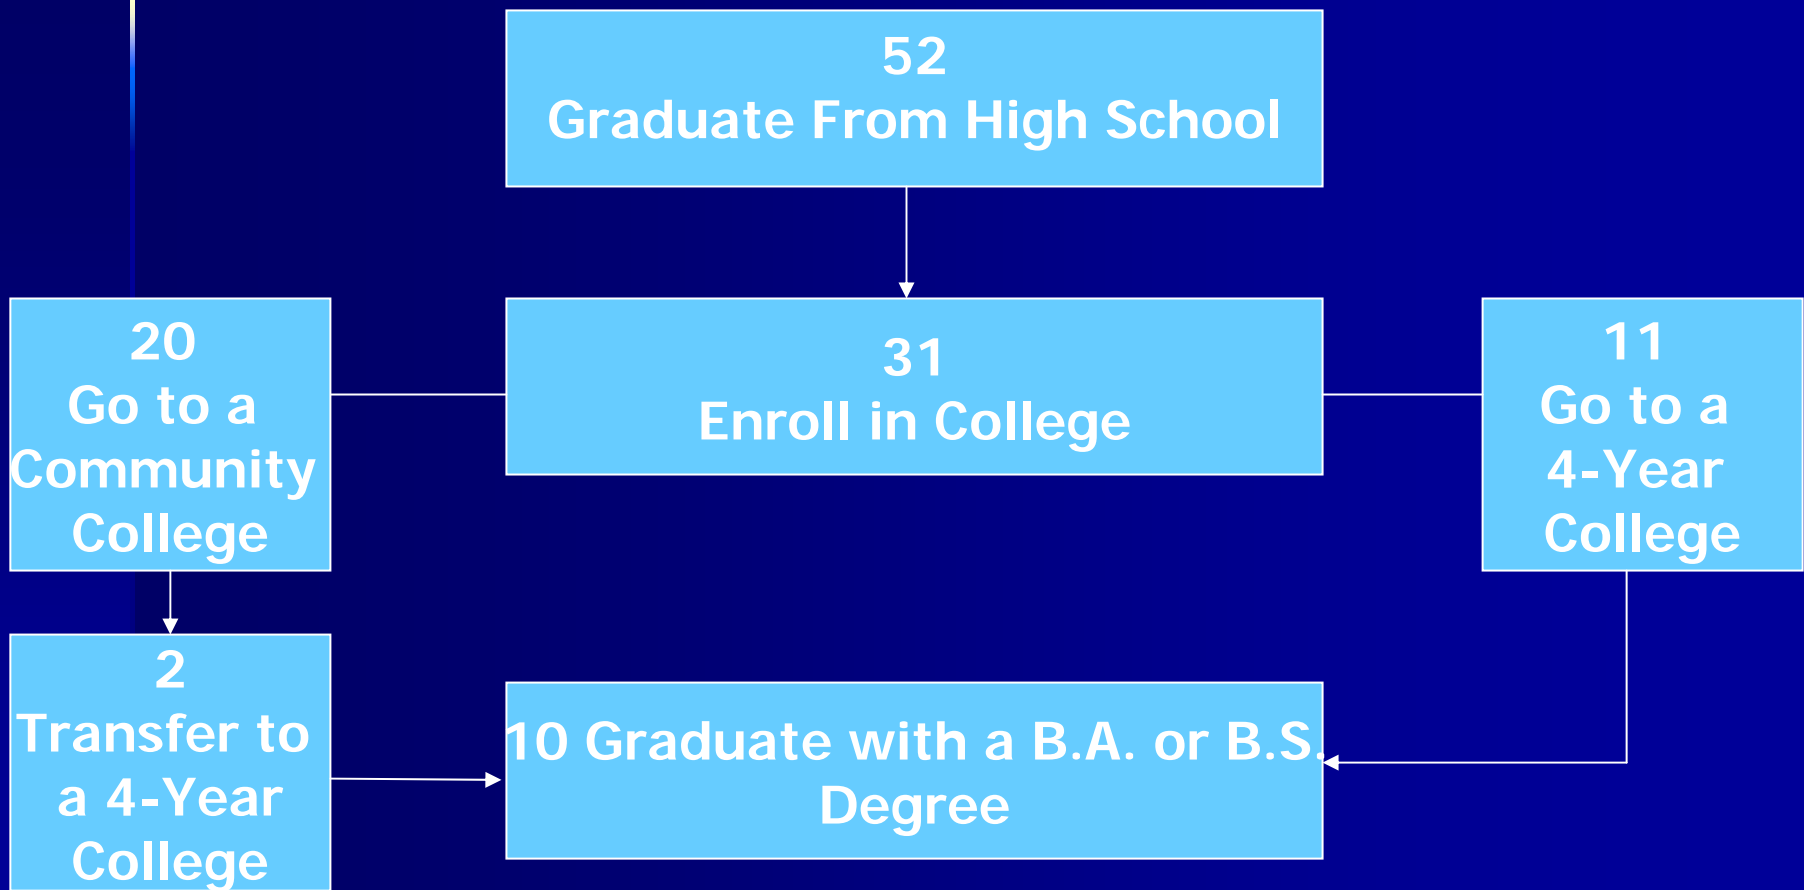 52
Graduate From High School
20
Go to a
Community
College
31
Enroll in College
11
Go to a
4-Year
College
2
Transfer to
a 4-Year
College
10 Graduate with a B.A. or B.S.
Degree